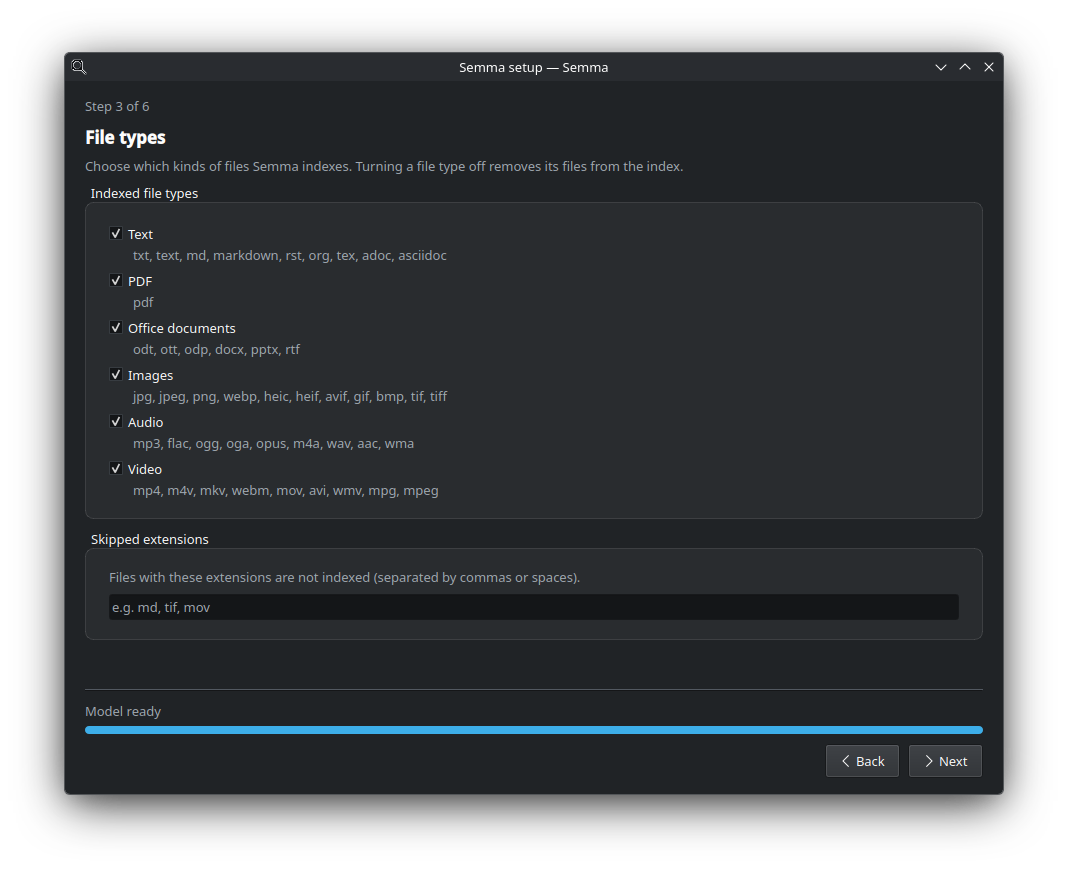 Semma setup — Semma
Step 3 of 6
File types
Choose which kinds of files Semma indexes. Turning a file type off removes its files from the index.
Indexed file types
Text
txt, text, md, markdown, rst, org, tex, adoc, asciidoc
PDF
pdf
Office documents
odt, ott, odp, docx, pptx, rtf
Images
jpg, jpeg, png, webp, heic, heif, avif, gif, bmp, tif, tiff
Audio
mp3, flac, ogg, oga, opus, m4a, wav, aac, wma
Video
mp4, m4v, mkv, webm, mov, avi, wmv, mpg, mpeg
Skipped extensions
Files with these extensions are not indexed (separated by commas or spaces).
e.g. md, tif, mov
Model ready
Back
Next